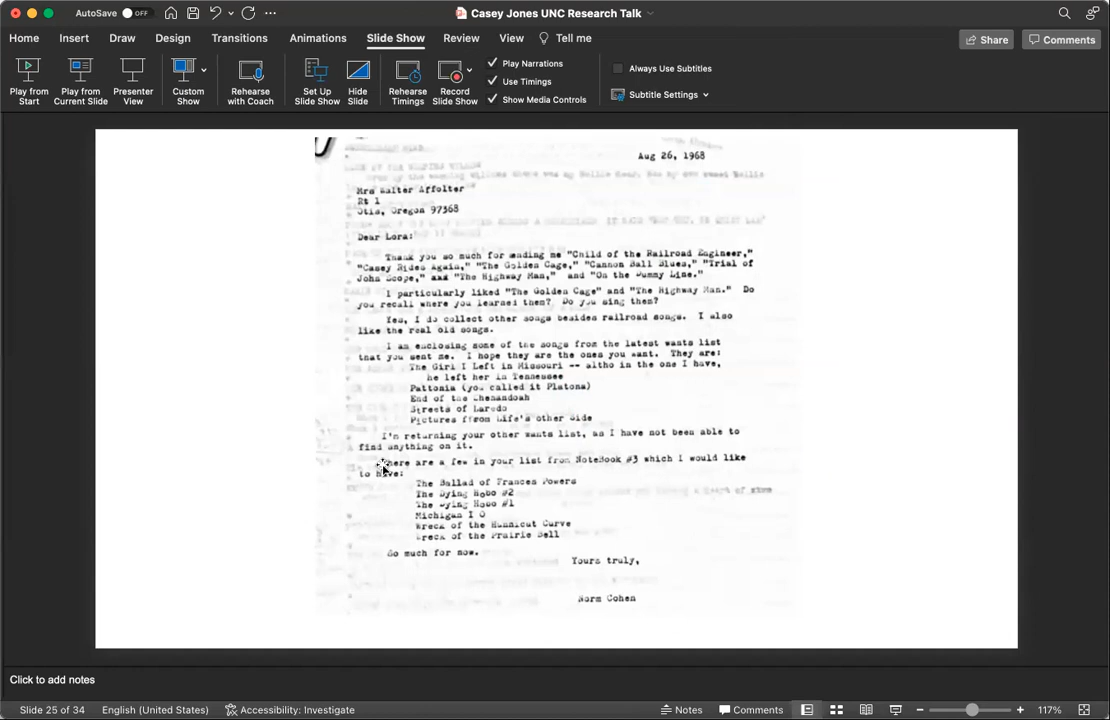 AutoSave OFF
Casey Jones UNC Research Talk
Home Insert Draw Design Transitions Animations Slide Show Review View Tell me
Share Comments
Play from Start
Play from Current Slide
Presenter View
Custom Show
Rehearse with Coach
Set Up Slide Show
Hide Slide
Rehearse Timings
Record Slide Show
Play Narrations
Use Timings
Show Media Controls
Always Use Subtitles
Subtitle Settings
Aug 26, 1968
Mrs Walter Affolter
Rt 1
Otis, Oregon 97368
Dear Lora:
Thank you so much for sending me "Child of the Railroad Engineer,"
"Casey Rides Again," "The Golden Cage," "Cannon Ball Blues," "Trial of
John Scope," and "The Highway Man," and "On the Dummy Line."
I particularly liked "The Golden Cage" and "The Highway Man." Do
you recall where you learned them? Do you sing them?
Yes, I do collect other songs besides railroad songs. I also
like the real old songs.
I am enclosing some of the songs from the latest wants list
that you sent me. I hope they are the ones you want. They are:
The Girl I Left in Missouri -- altho in the one I have,
he left her in Tennessee
Pattonia (you called it Platona)
End of the Shenandoah
Streets of Laredo
Pictures from Life's other Side
I'm returning your other wants list, as I have not been able to
find anything on it.
There are a few in your list from NoteBook #3 which I would like
to have:
The Ballad of Frances Powers
The Dying Hobo #2
The Dying Hobo #1
Michigan I O
Wreck of the Hunnicut Curve
Wreck of the Prairie Bell
So much for now.
Yours truly,
Norm Cohen
Click to add notes
Slide 25 of 34 English (United States) Accessibility: Investigate Notes Comments 117%